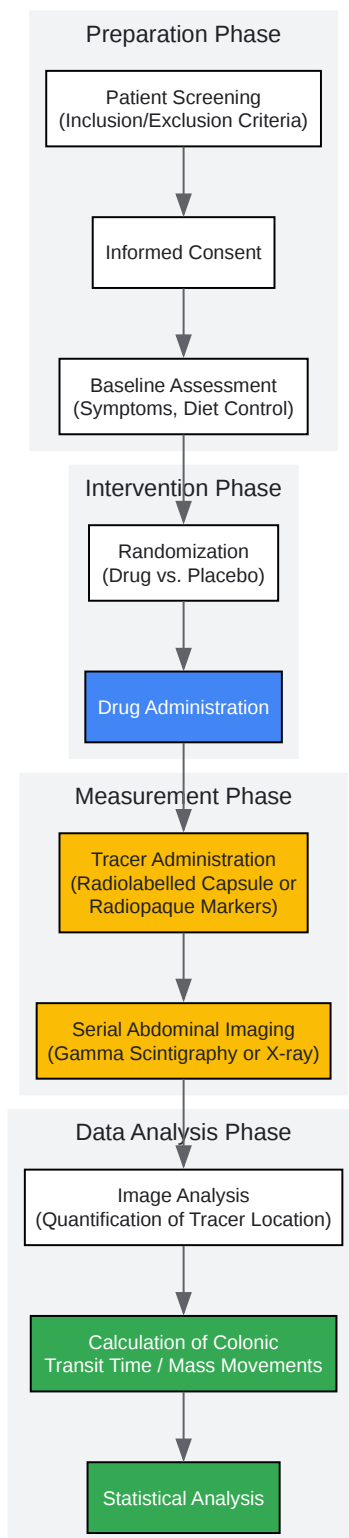 Preparation Phase
Patient Screening
(Inclusion/Exclusion Criteria)
Informed Consent
Baseline Assessment
(Symptoms, Diet Control)
Intervention Phase
Randomization
(Drug vs. Placebo)
Drug Administration
Measurement Phase
Tracer Administration
(Radiolabelled Capsule or
Radiopaque Markers)
Serial Abdominal Imaging
(Gamma Scintigraphy or X-ray)
Data Analysis Phase
Image Analysis
(Quantification of Tracer Location)
Calculation of Colonic
Transit Time / Mass Movements
Statistical Analysis